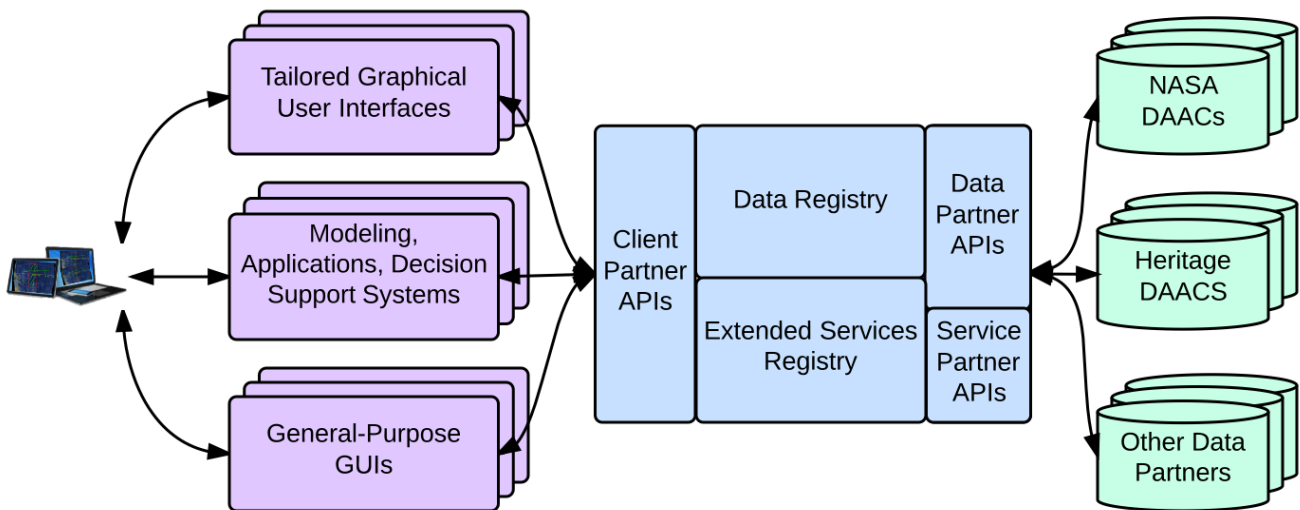 Tailored Graphical
User Interfaces
Modeling,
Applications, Decision
Support Systems
General-Purpose
GUIs
Client
Partner
APIs
Data Registry
Extended Services
Registry
Data
Partner
APIs
Service
Partner
APIs
NASA
DAACs
Heritage
DAACS
Other Data
Partners